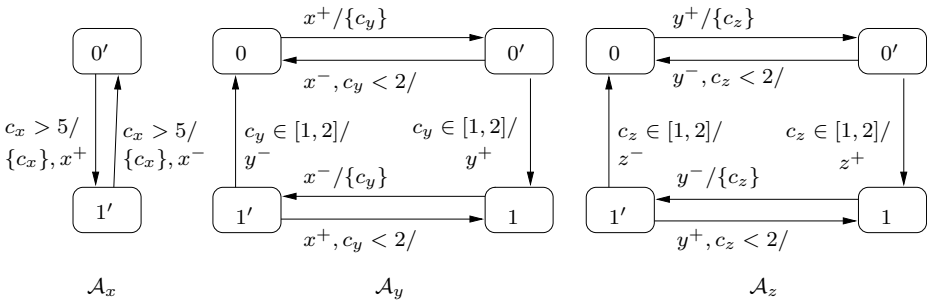 0′
c_x > 5/
{c_x}, x⁺
c_x > 5/
{c_x}, x⁻
1′
𝒜_x
x⁺/{c_y}
0
0′
x⁻, c_y < 2/
c_y ∈ [1, 2]/
y⁻
c_y ∈ [1, 2]/
y⁺
x⁻/{c_y}
1′
1
x⁺, c_y < 2/
𝒜_y
y⁺/{c_z}
0
0′
y⁻, c_z < 2/
c_z ∈ [1, 2]/
z⁻
c_z ∈ [1, 2]/
z⁺
y⁻/{c_z}
1′
1
y⁺, c_z < 2/
𝒜_z